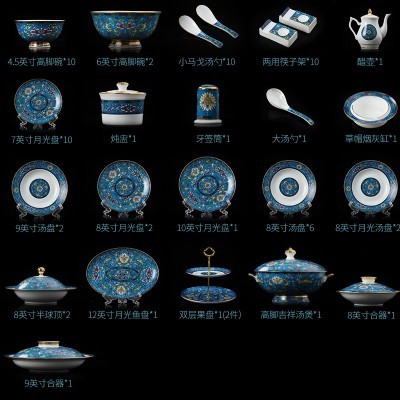 4.5英寸高脚碗*10
6英寸高脚碗*2
小马戈汤勺*10
两用筷子架*10
醋壶*1
7英寸月光盘*10
炖盅*1
牙签筒*1
大汤勺*1
草帽烟灰缸*1
9英寸汤盘*2
8英寸月光盘*2
10英寸月光盘*1
8英寸汤盘*6
8英寸月光汤盘*2
8英寸半球顶*2
12英寸月光鱼盘*1
双层果盘*1(2件)
高脚吉祥汤煲*1
8英寸合器*1
9英寸合器*1